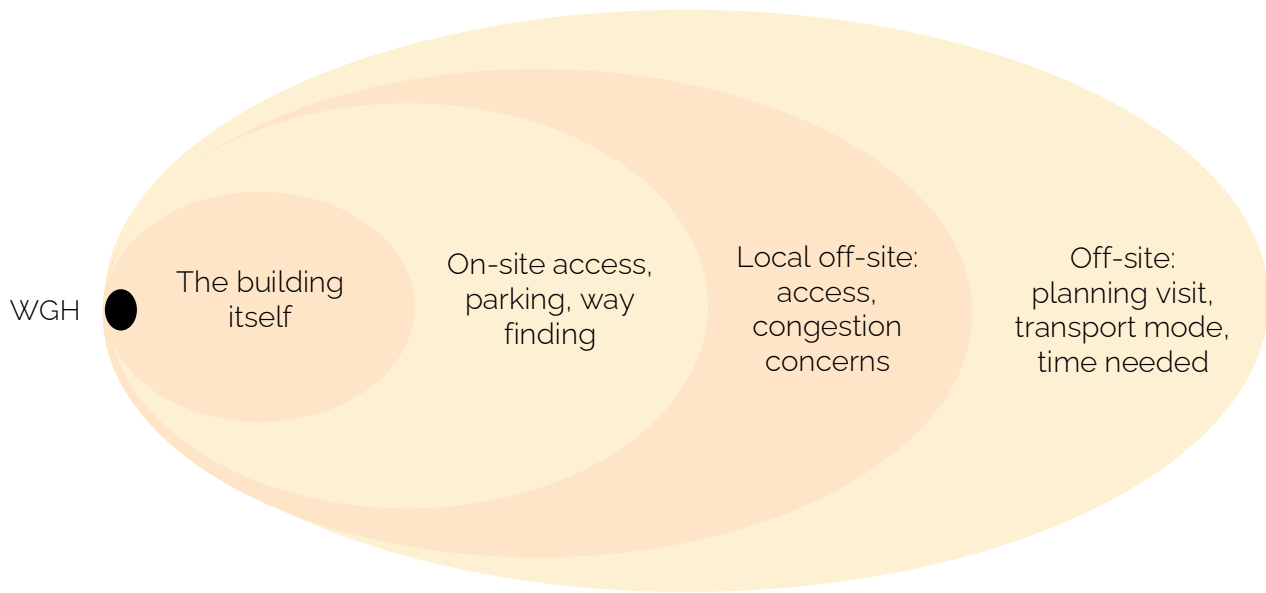 WGH
The building
itself
On-site access,
parking, way
finding
Local off-site:
access,
congestion
concerns
Off-site:
planning visit,
transport mode,
time needed